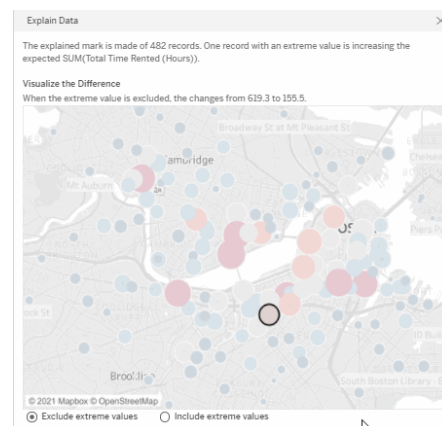 Explain Data
The explained mark is made of 482 records. One record with an extreme value is increasing the
expected SUM(Total Time Rented (Hours)).
Visualize the Difference
When the extreme value is excluded, the changes from 619.3 to 155.5.
Broadway St at Mt Pleasant St
Mt Auburn
South Boston Library - 
© 2021 Mapbox © OpenStreetMap
Exclude extreme values
Include extreme values